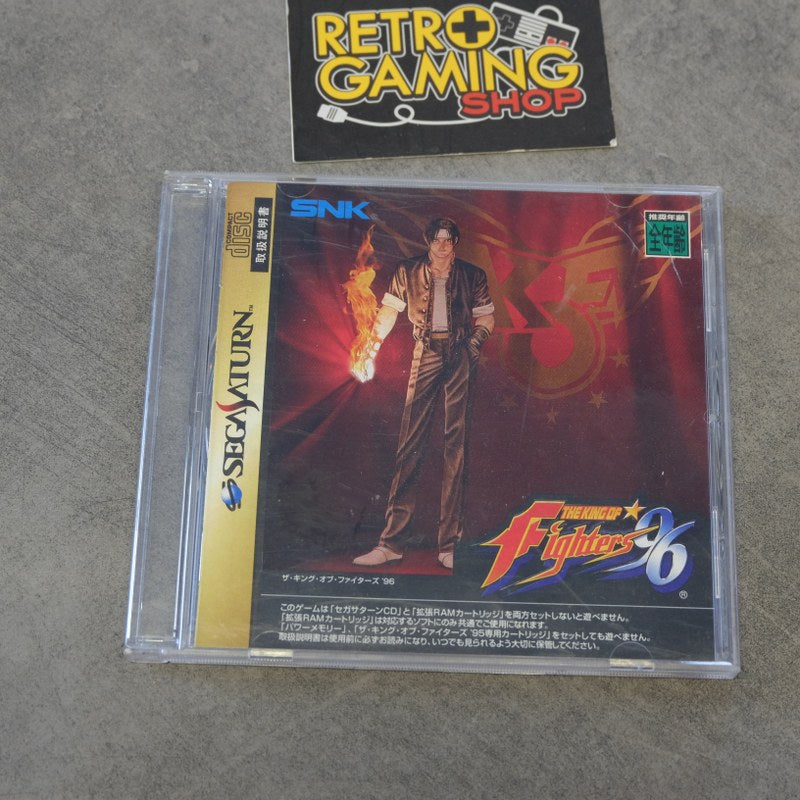 RETRO
GAMING
SHOP
COMPACT
disc
取扱説明書
SNK
推奨年齢
全年齢
SEGA SATURN™
THE KING OF
Fighters '96
®
ザ・キング・オブ・ファイターズ '96
このゲームは「セガサターンCD」と「拡張RAMカートリッジ」を両方セットしないと遊べません。
「拡張RAMカートリッジ」は対応するソフトにのみ共通でご使用になれます。
「パワーメモリー」、「ザ・キング・オブ・ファイターズ '95専用カートリッジ」をセットしても遊べません。
取扱説明書は使用前に必ずお読みになり、いつでも見られるよう大切に保管してください。